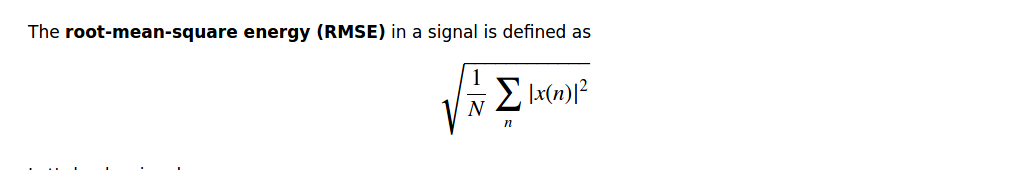 The root-mean-square energy (RMSE) in a signal is defined as
√(1/N ∑ₙ |x(n)|²)